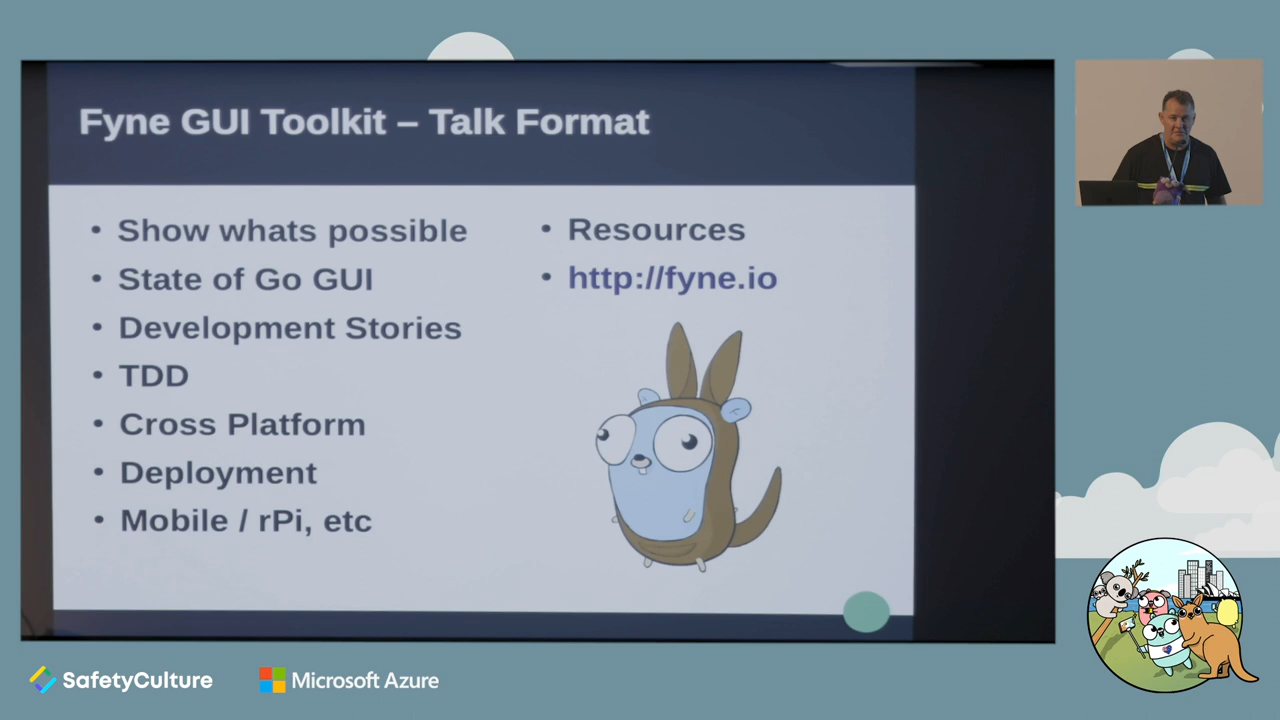 Fyne GUI Toolkit – Talk Format
• Show whats possible
• State of Go GUI
• Development Stories
• TDD
• Cross Platform
• Deployment
• Mobile / rPi, etc
• Resources
• http://fyne.io
SafetyCulture
Microsoft Azure